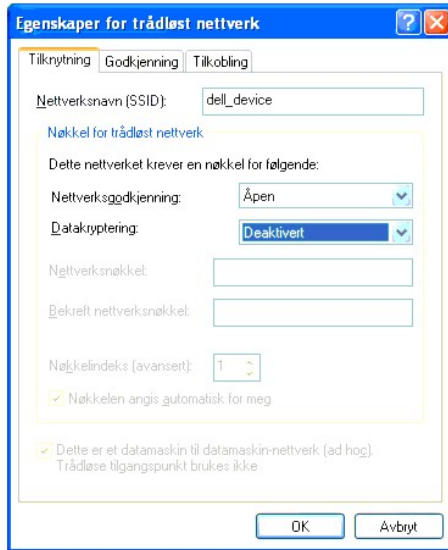 Egenskaper for trådløst nettverk
Tilknytning Godkjenning Tilkobling
Nettverksnavn (SSID): dell_device
Nøkkel for trådløst nettverk
Dette nettverket krever en nøkkel for følgende:
Nettverksgodkjenning: Åpen
Datakryptering: Deaktivert
Nettverksnøkkel:
Bekreft nettverksnøkkel:
Nøkkelindeks (avansert): 1
Nøkkelen angis automatisk for meg
Dette er et datamaskin til datamaskin-nettverk (ad hoc).
Trådløse tilgangspunkt brukes ikke
OK Avbryt